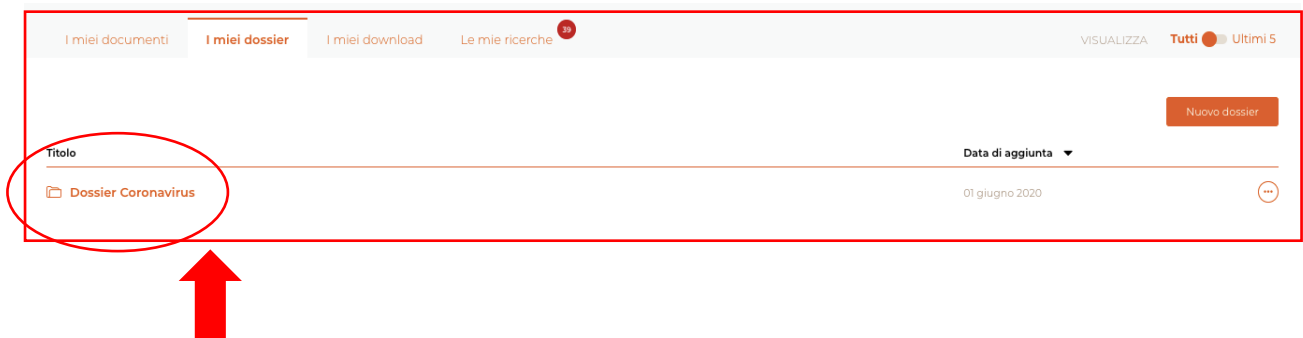 I miei documenti I miei dossier I miei download Le mie ricerche 39 VISUALIZZA Tutti Ultimi 5
Nuovo dossier
Titolo Data di aggiunta
Dossier Coronavirus 01 giugno 2020